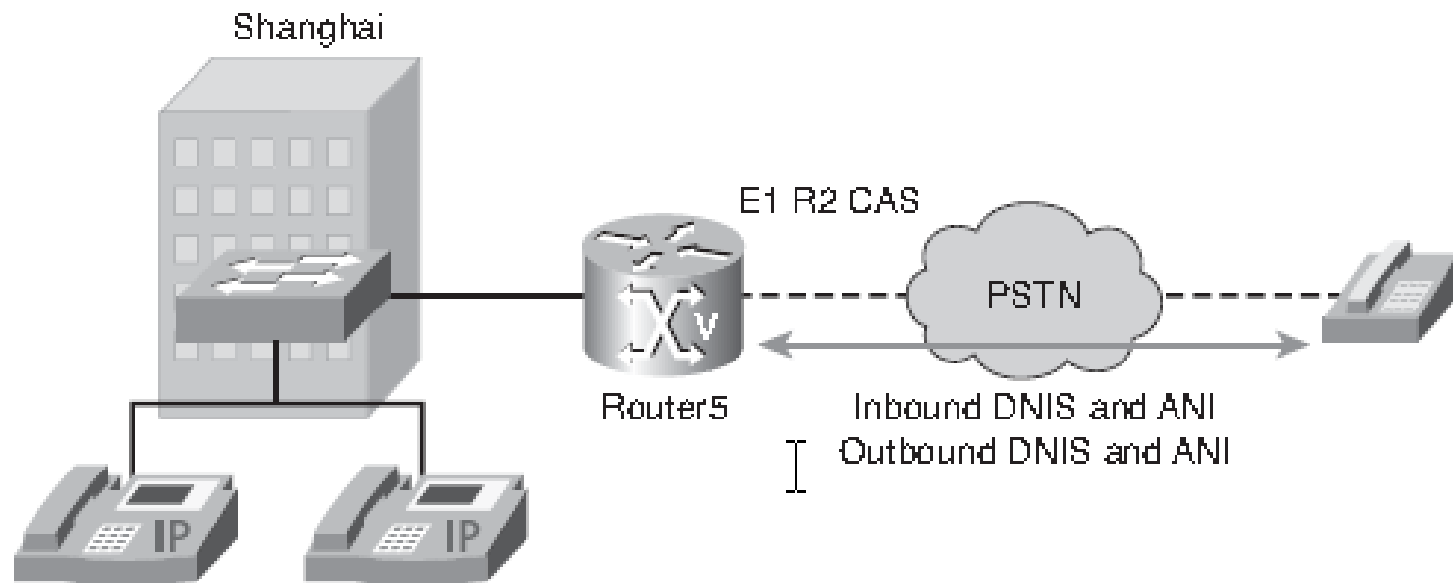 Shanghai
E1 R2 CAS
PSTN
V
Router5
Inbound DNIS and ANI
Outbound DNIS and ANI
IP
IP